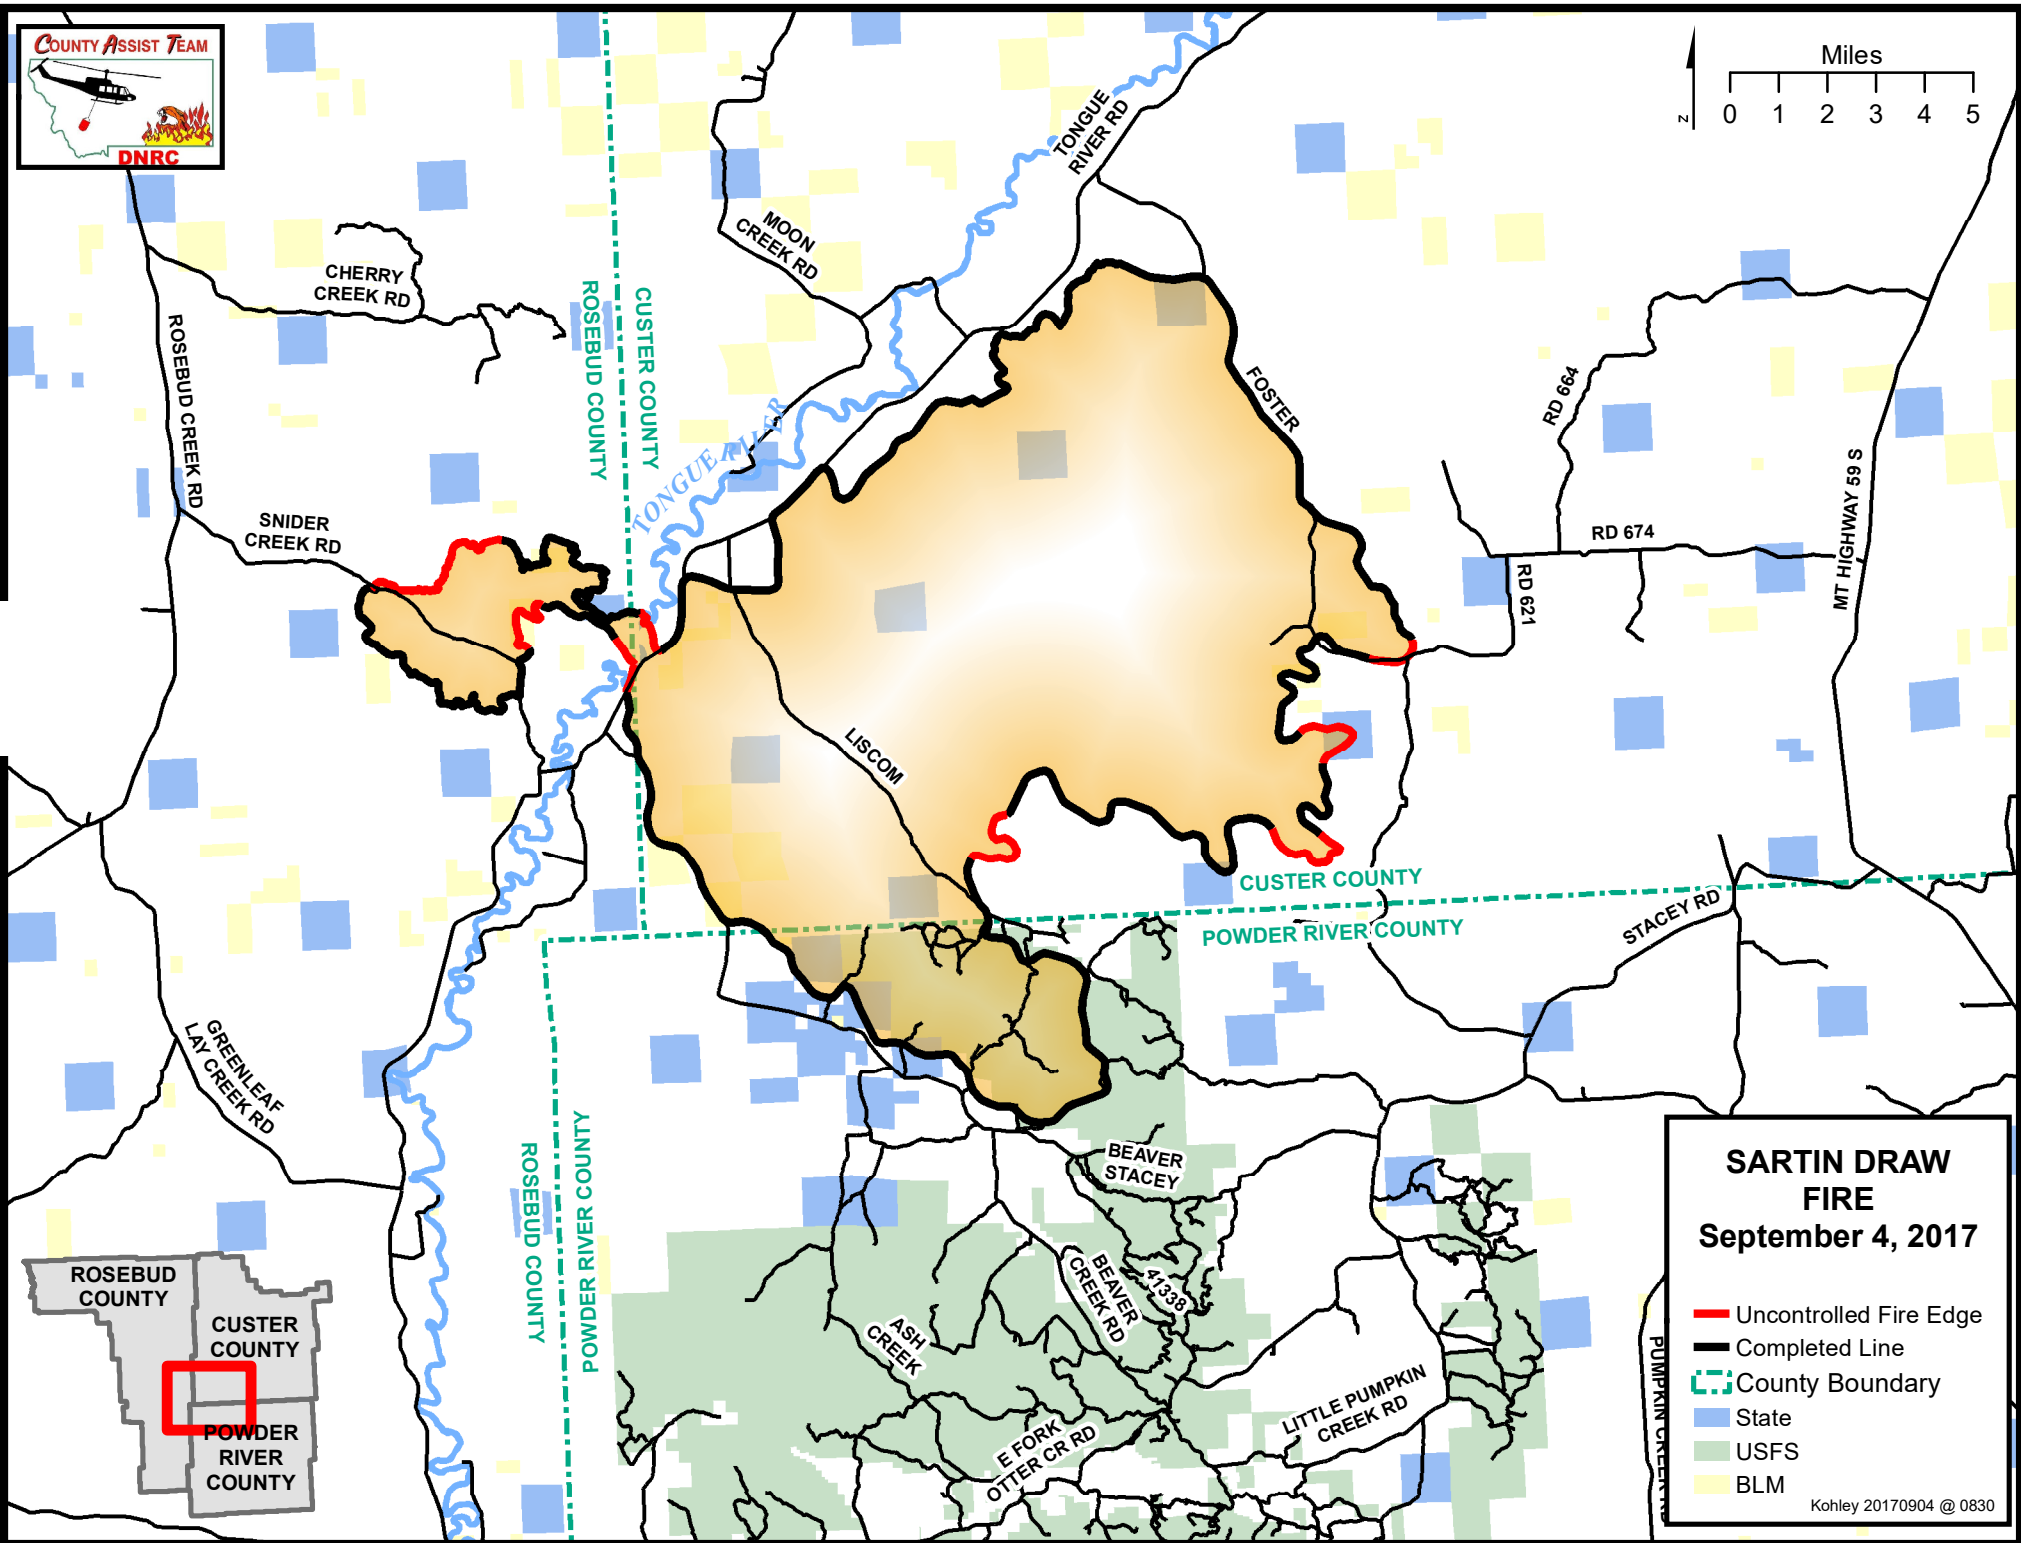 COUNTY ASSIST TEAM
DNRC
Miles
0 1 2 3 4 5
z
TONGUE
RIVER RD
MOON
CREEK RD
CHERRY
CREEK RD
ROSEBUD COUNTY
CUSTER COUNTY
ROSEBUD CREEK RD
TONGUE RIVER
FOSTER
RD 664
MT HIGHWAY 59 S
SNIDER
CREEK RD
RD 674
RD 621
LISCOM
CUSTER COUNTY
POWDER RIVER COUNTY
STACEY RD
GREENLEAF
LAY CREEK RD
ROSEBUD COUNTY
POWDER RIVER COUNTY
BEAVER
STACEY
BEAVER
CREEK RD
41338
ASH
CREEK
E FORK
OTTER CR RD
LITTLE PUMPKIN
CREEK RD
PUMPKIN CREEK RD
ROSEBUD
COUNTY
CUSTER
COUNTY
POWDER
RIVER
COUNTY
SARTIN DRAW
FIRE
September 4, 2017
Uncontrolled Fire Edge
Completed Line
County Boundary
State
USFS
BLM
Kohley 20170904 @ 0830